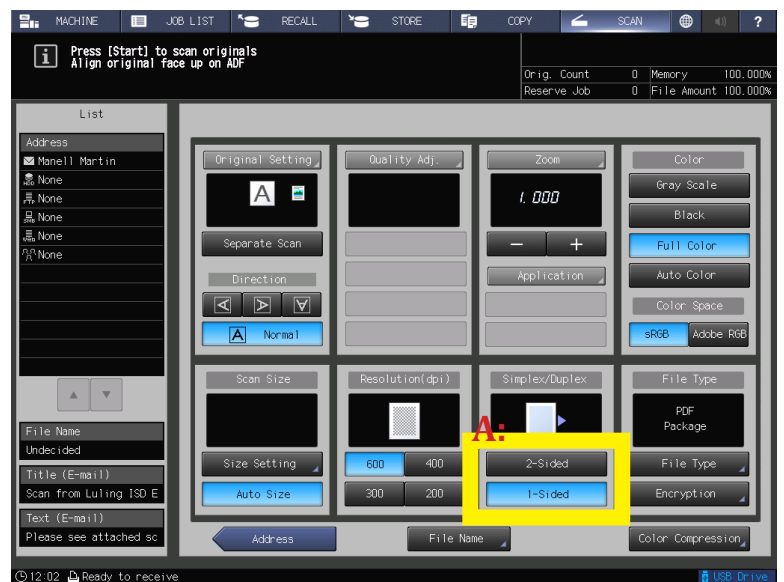 MACHINE JOB LIST RECALL STORE COPY SCAN ?
i Press [Start] to scan originals
Align original face up on ADF
Orig. Count 0 Memory 100.000%
Reserve Job 0 File Amount 100.000%
List
Address
Manell Martin
None
None
None
None
None
File Name
Undecided
Title (E-mail)
Scan from Luling ISD E
Text (E-mail)
Please see attached sc
Original Setting
A
Separate Scan
Direction
A A A
A Normal
Quality Adj.
Zoom
1.000
− +
Application
Color
Gray Scale
Black
Full Color
Auto Color
Color Space
sRGB Adobe RGB
Scan Size
Size Setting
Auto Size
Resolution(dpi)
600 400
300 200
Simplex/Duplex
A:
2-Sided
1-Sided
File Type
PDF
Package
File Type
Encryption
Address File Name Color Compression
12:02 Ready to receive USB Drive